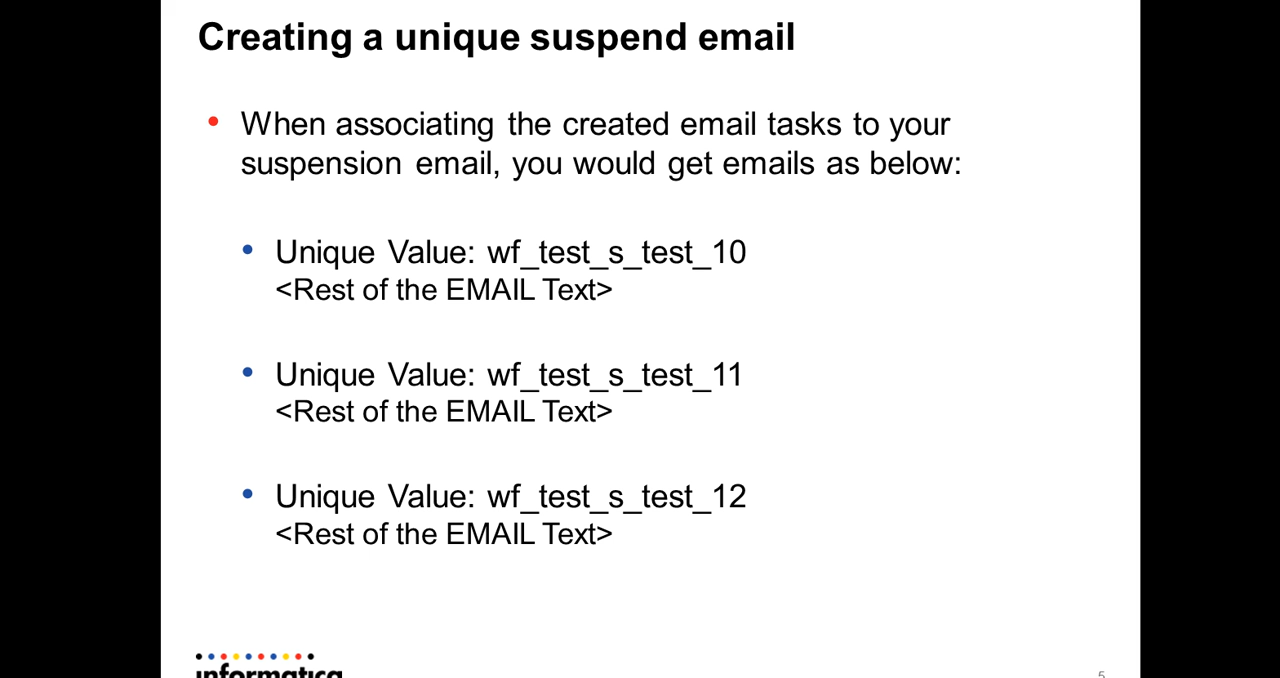 Creating a unique suspend email
• When associating the created email tasks to your
suspension email, you would get emails as below:
• Unique Value: wf_test_s_test_10
<Rest of the EMAIL Text>
• Unique Value: wf_test_s_test_11
<Rest of the EMAIL Text>
• Unique Value: wf_test_s_test_12
<Rest of the EMAIL Text>
informatica
5